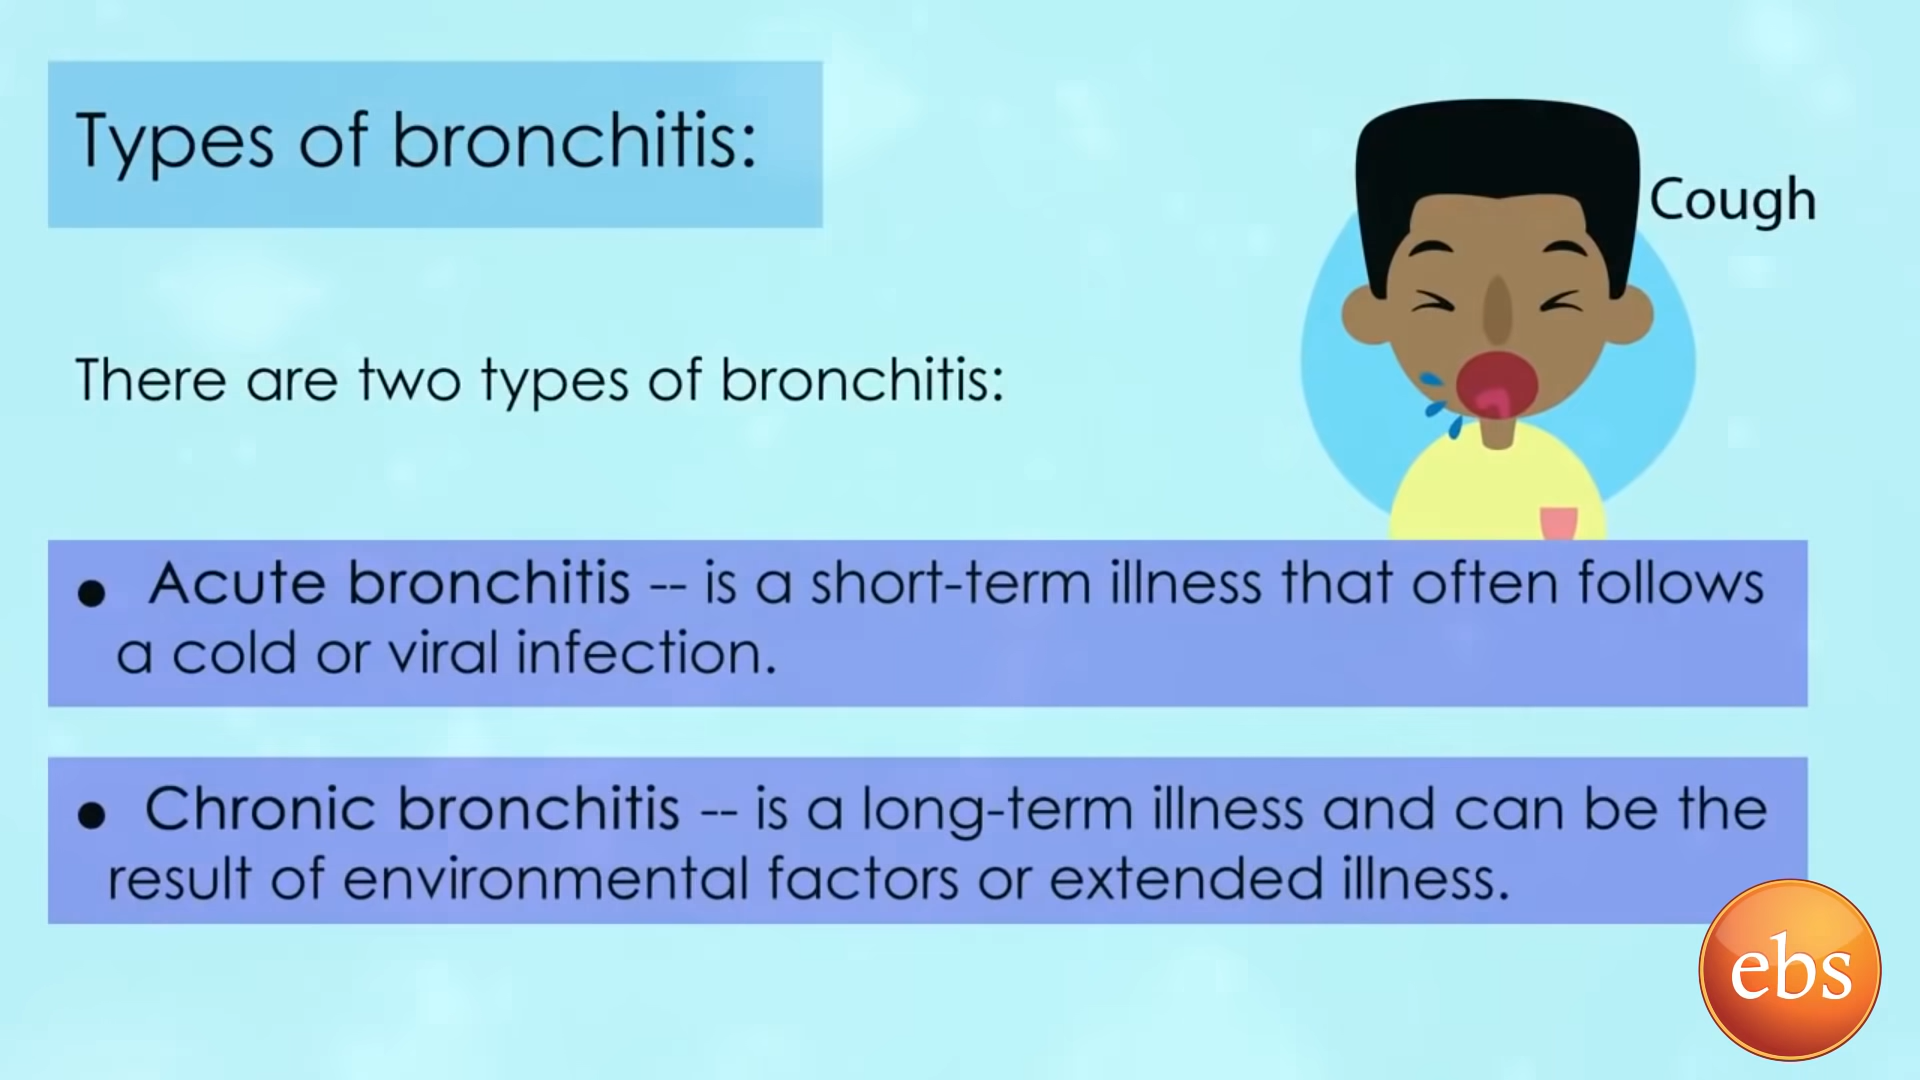 Types of bronchitis:
Cough
There are two types of bronchitis:
● Acute bronchitis -- is a short-term illness that often follows
a cold or viral infection.
● Chronic bronchitis -- is a long-term illness and can be the
result of environmental factors or extended illness.
ebs